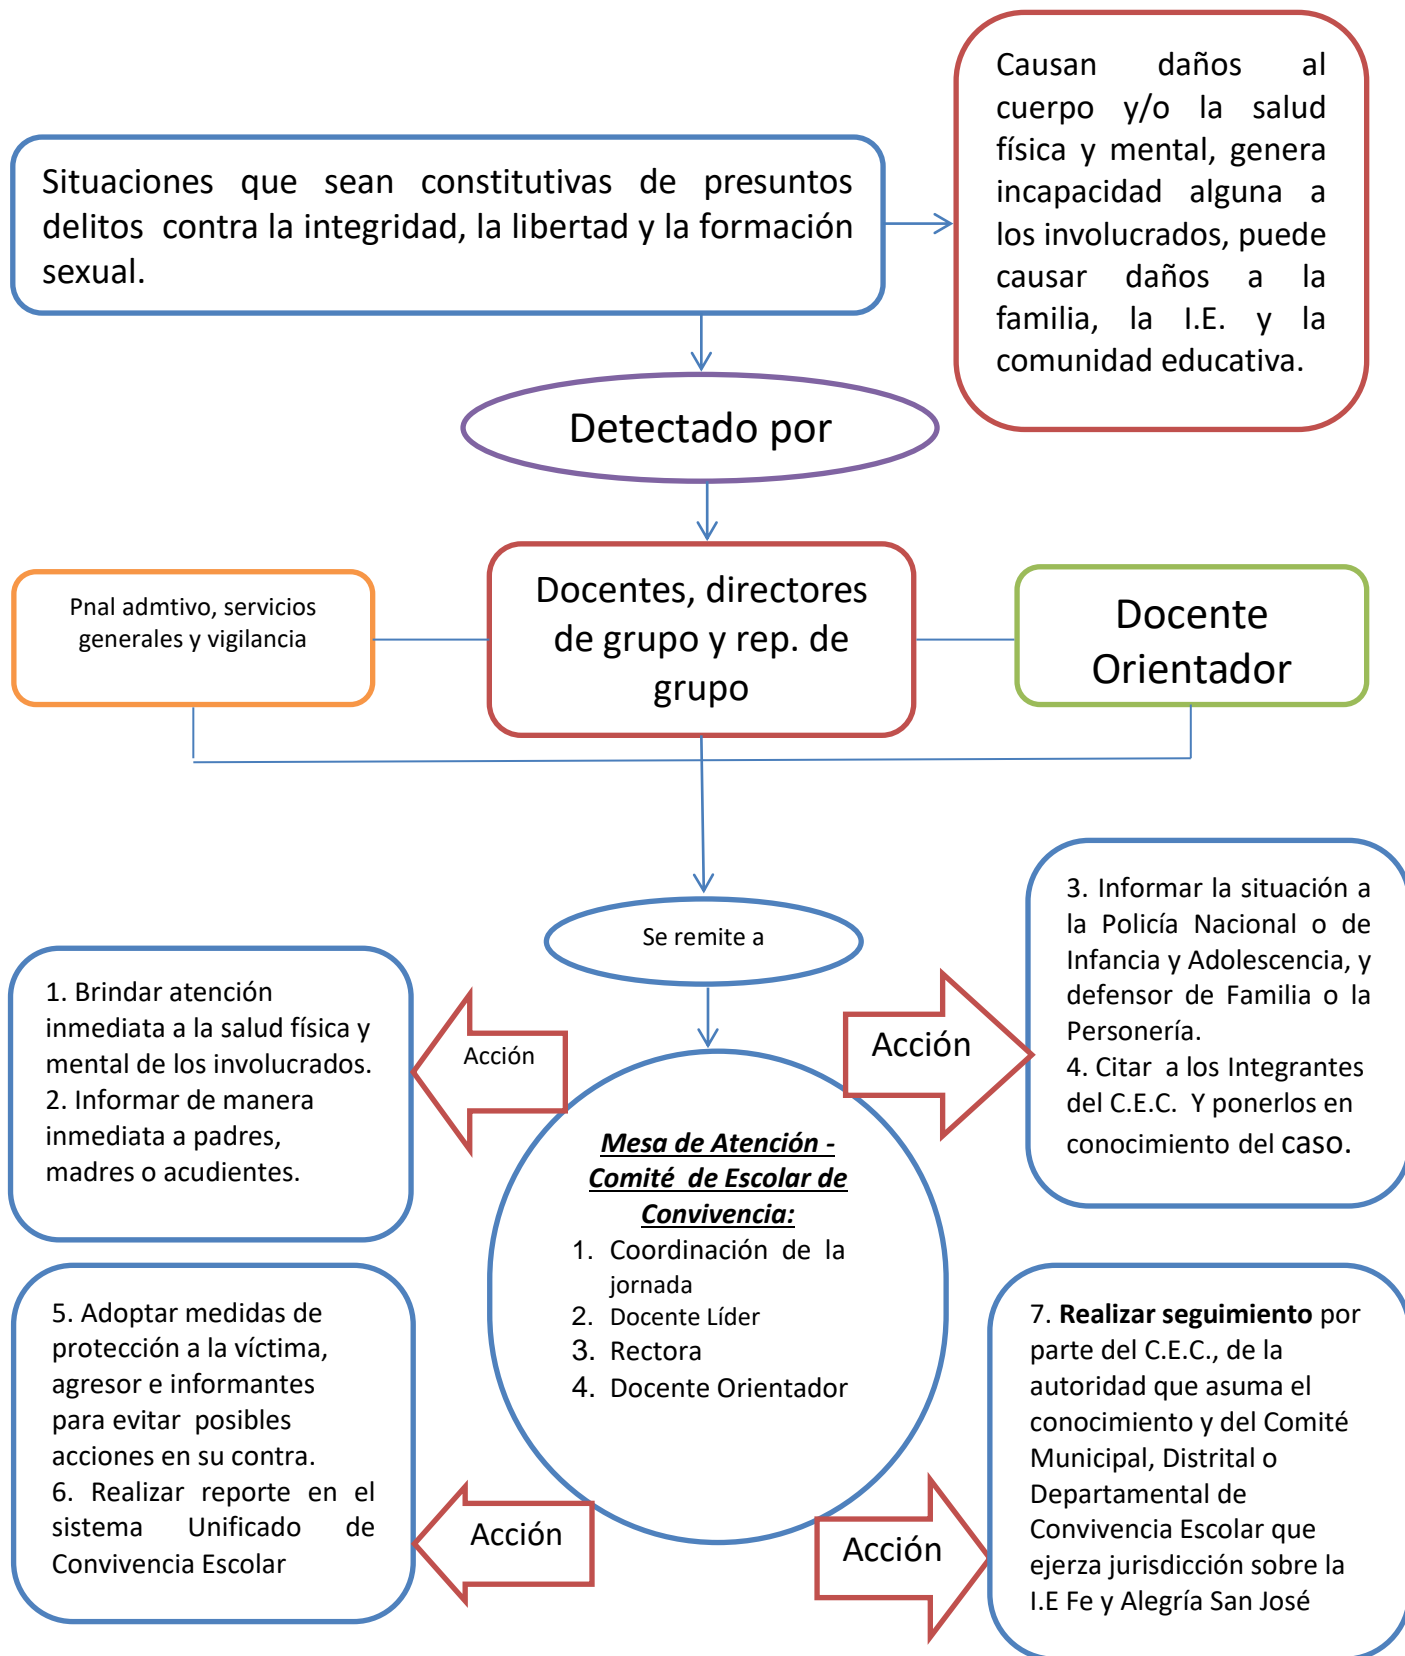 Situaciones que sean constitutivas de presuntos
delitos contra la integridad, la libertad y la formación
sexual.
Causan daños al
cuerpo y/o la salud
física y mental, genera
incapacidad alguna a
los involucrados, puede
causar daños a la
familia, la I.E. y la
comunidad educativa.
Detectado por
Pnal admtivo, servicios
generales y vigilancia
Docentes, directores
de grupo y rep. de
grupo
Docente
Orientador
Se remite a
1. Brindar atención
inmediata a la salud física y
mental de los involucrados.
2. Informar de manera
inmediata a padres,
madres o acudientes.
Acción
Acción
3. Informar la situación a
la Policía Nacional o de
Infancia y Adolescencia, y
defensor de Familia o la
Personería.
4. Citar a los Integrantes
del C.E.C. Y ponerlos en
conocimiento del caso.
Mesa de Atención -
Comité de Escolar de
Convivencia:
1. Coordinación de la
jornada
2. Docente Líder
3. Rectora
4. Docente Orientador
5. Adoptar medidas de
protección a la víctima,
agresor e informantes
para evitar posibles
acciones en su contra.
6. Realizar reporte en el
sistema Unificado de
Convivencia Escolar
Acción
Acción
7. Realizar seguimiento por
parte del C.E.C., de la
autoridad que asuma el
conocimiento y del Comité
Municipal, Distrital o
Departamental de
Convivencia Escolar que
ejerza jurisdicción sobre la
I.E Fe y Alegría San José